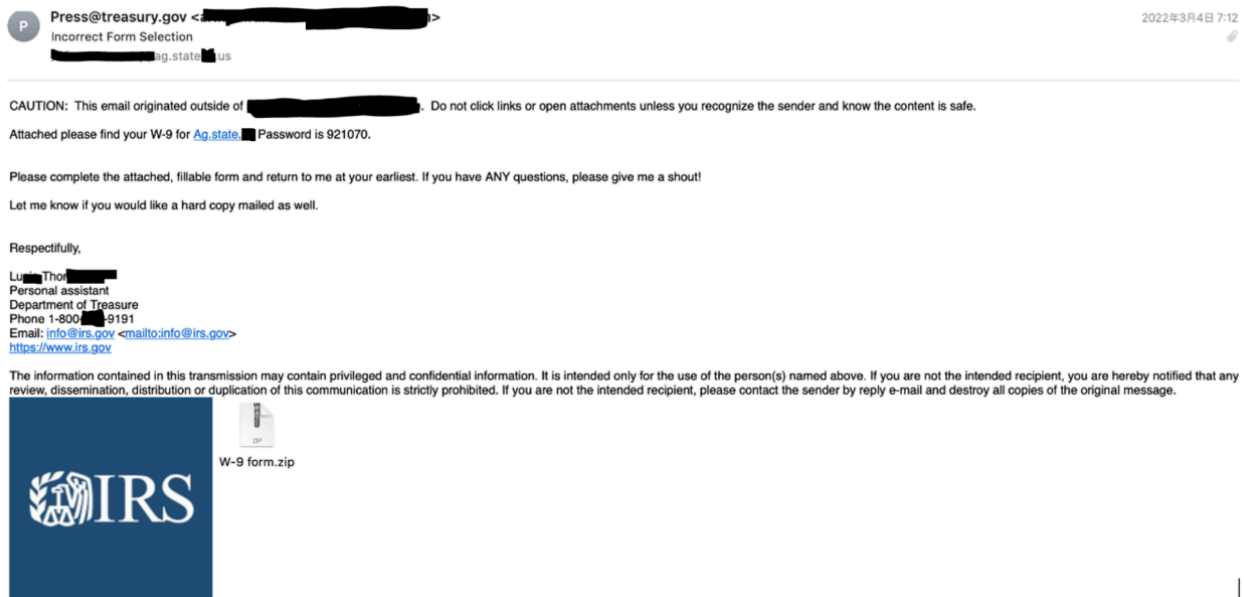 P
Press@treasury.gov <
2022年3月4日 7:12
Incorrect Form Selection
ag.state us
CAUTION: This email originated outside of . Do not click links or open attachments unless you recognize the sender and know the content is safe.
Attached please find your W-9 for Ag.state. Password is 921070.
Please complete the attached, fillable form and return to me at your earliest. If you have ANY questions, please give me a shout!
Let me know if you would like a hard copy mailed as well.
Respectifully,
Personal assistant
Department of Treasure
Phone 1-800- -9191
Email: info@irs.gov <mailto:info@irs.gov>
https://www.irs.gov
The information contained in this transmission may contain privileged and confidential information. It is intended only for the use of the person(s) named above. If you are not the intended recipient, you are hereby notified that any
review, dissemination, distribution or duplication of this communication is strictly prohibited. If you are not the intended recipient, please contact the sender by reply e-mail and destroy all copies of the original message.
IRS
ZIP
W-9 form.zip